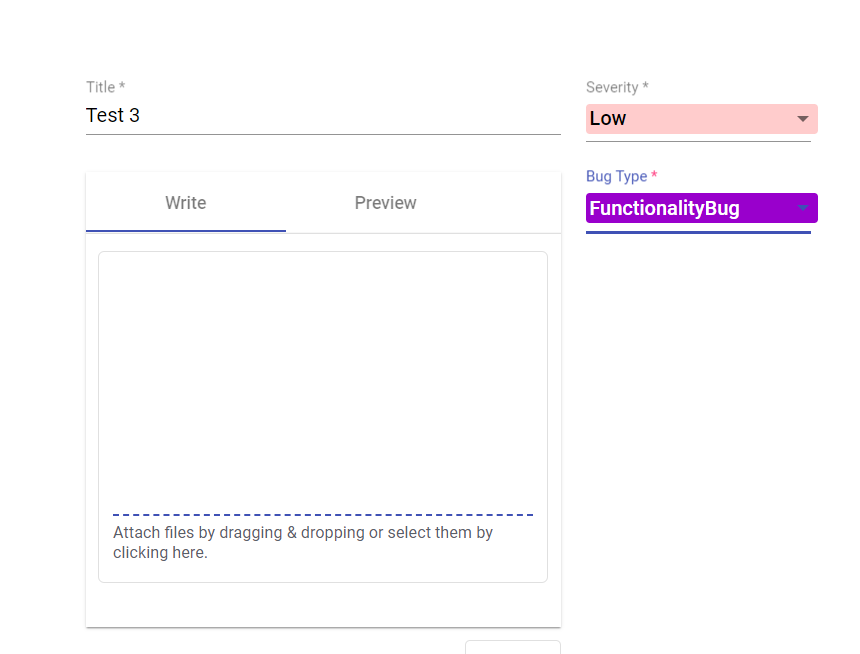 Title *
Severity *
Test 3
Low
Bug Type *
FunctionalityBug
Write
Preview
Attach files by dragging & dropping or select them by
clicking here.